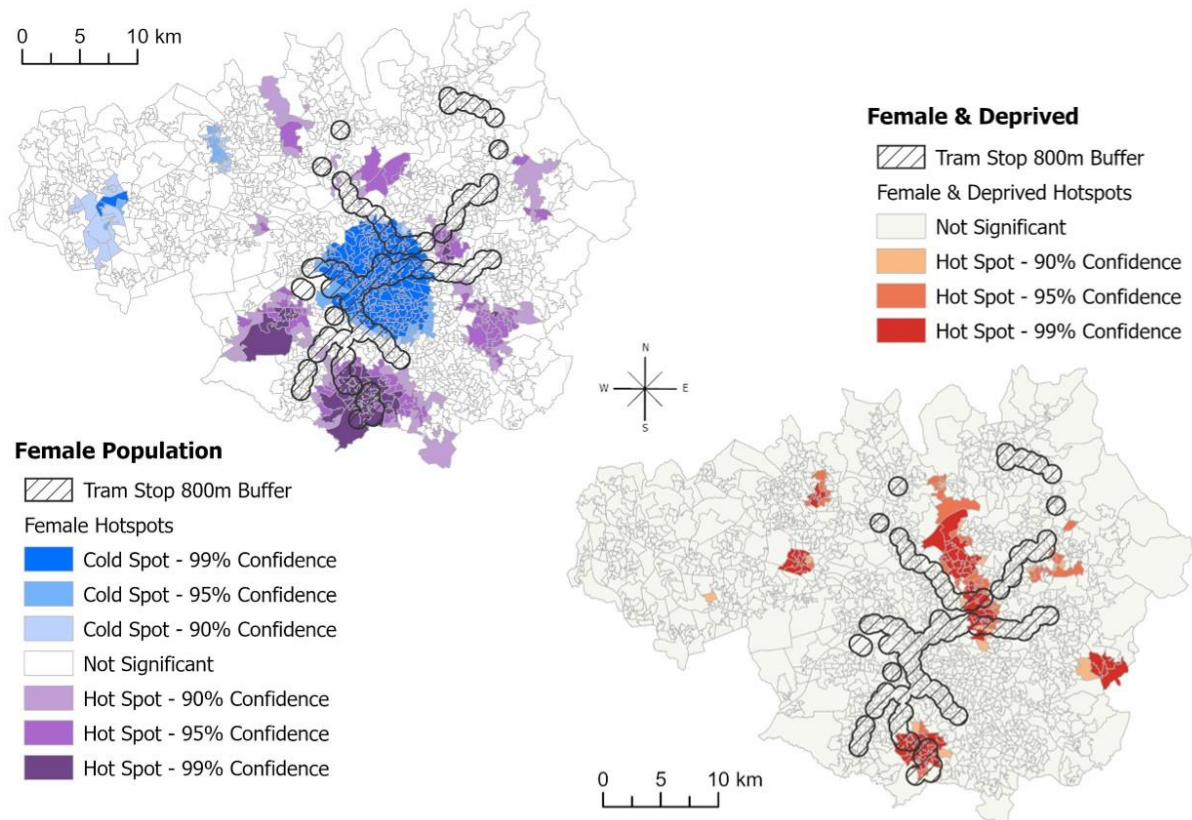 0 5 10 km
Female & Deprived
Tram Stop 800m Buffer
Female & Deprived Hotspots
Not Significant
Hot Spot - 90% Confidence
Hot Spot - 95% Confidence
Hot Spot - 99% Confidence
N
W E
S
Female Population
Tram Stop 800m Buffer
Female Hotspots
Cold Spot - 99% Confidence
Cold Spot - 95% Confidence
Cold Spot - 90% Confidence
Not Significant
Hot Spot - 90% Confidence
Hot Spot - 95% Confidence
Hot Spot - 99% Confidence
0 5 10 km